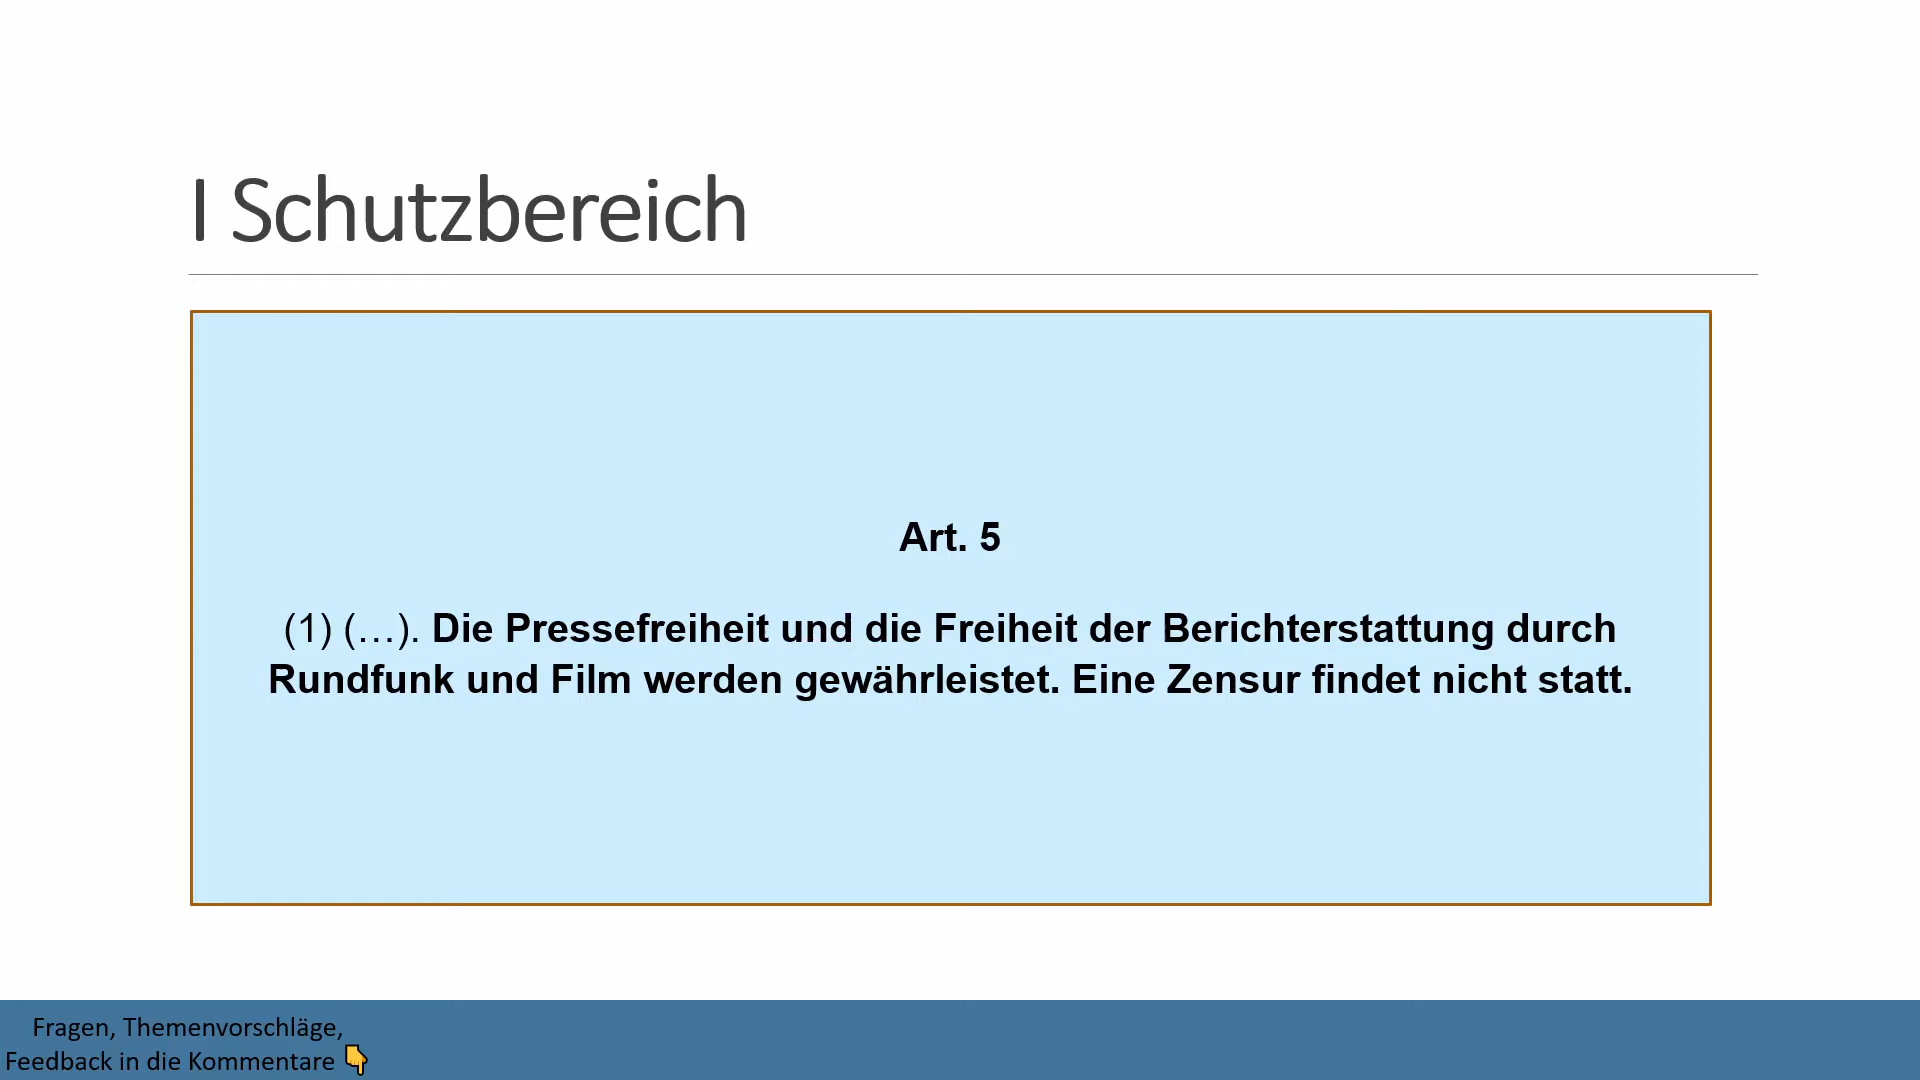 I Schutzbereich
Art. 5
(1) (…). Die Pressefreiheit und die Freiheit der Berichterstattung durch
Rundfunk und Film werden gewährleistet. Eine Zensur findet nicht statt.
Fragen, Themenvorschläge,
Feedback in die Kommentare 👇